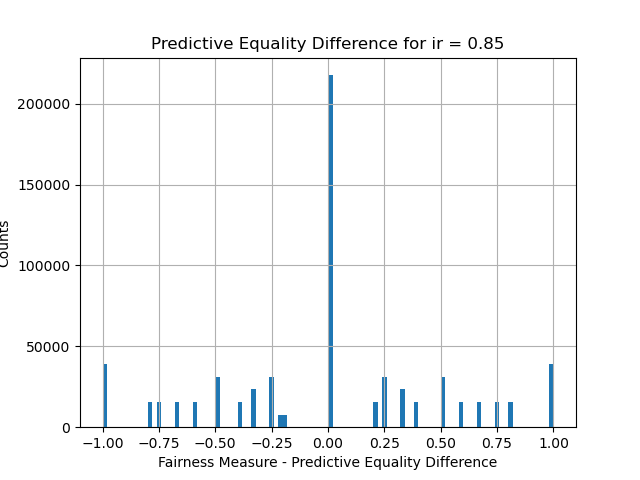 Predictive Equality Difference for ir = 0.85
200000
150000
100000
50000
0
Counts
−1.00 −0.75 −0.50 −0.25 0.00 0.25 0.50 0.75 1.00
Fairness Measure - Predictive Equality Difference